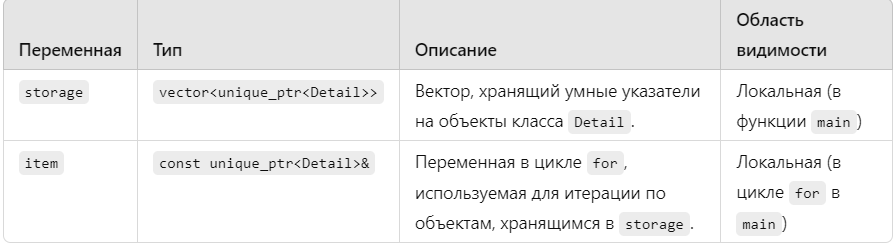 Переменная Тип Описание Область видимости
storage vector<unique_ptr<Detail>> Вектор, хранящий умные указатели Локальная (в
на объекты класса Detail. функции main)
item const unique_ptr<Detail>& Переменная в цикле for, Локальная (в
используемая для итерации по цикле for в
объектам, хранящимся в storage. main)